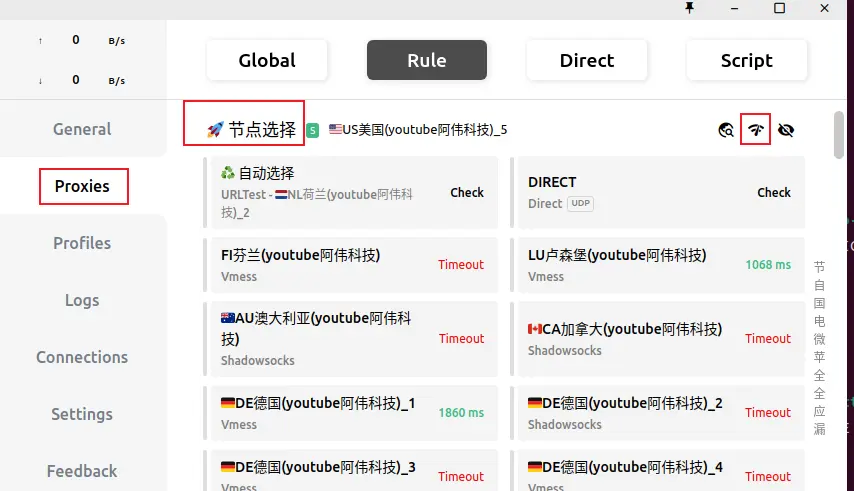 ↑ 0 B/s
↓ 0 B/s
Global
Rule
Direct
Script
General
Proxies
Profiles
Logs
Connections
Settings
Feedback
🚀 节点选择 S 🇺🇸US美国(youtube阿伟科技)_5
♻️ 自动选择
URLTest - 🇳🇱NL荷兰(youtube阿伟科
技)_2
Check
DIRECT
Direct UDP
Check
FI芬兰(youtube阿伟科技)
Vmess
Timeout
LU卢森堡(youtube阿伟科技)
Vmess
1068 ms
🇦🇺AU澳大利亚(youtube阿伟科
技)
Shadowsocks
Timeout
🇨🇦CA加拿大(youtube阿伟科技)
Shadowsocks
Timeout
🇩🇪DE德国(youtube阿伟科技)_1
Vmess
1860 ms
🇩🇪DE德国(youtube阿伟科技)_2
Shadowsocks
Timeout
🇩🇪DE德国(youtube阿伟科技)_3
Vmess
Timeout
🇩🇪DE德国(youtube阿伟科技)_4
Vmess
Timeout
节
自
国
电
微
苹
全
全
应
漏